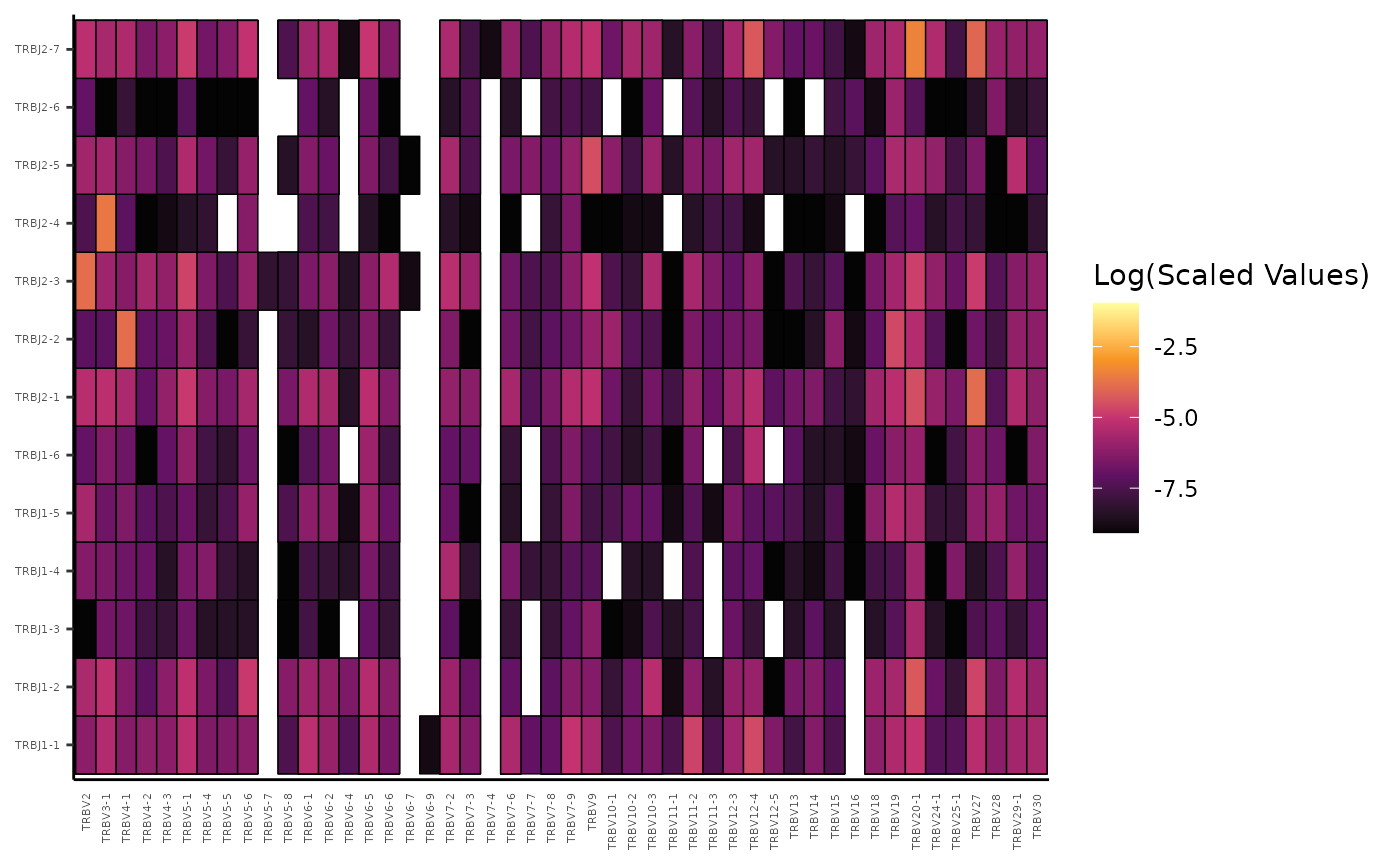 TRBJ2-7
TRBJ2-6
TRBJ2-5
TRBJ2-4
TRBJ2-3
TRBJ2-2
TRBJ2-1
TRBJ1-6
TRBJ1-5
TRBJ1-4
TRBJ1-3
TRBJ1-2
TRBJ1-1
TRBV2
TRBV3-1
TRBV4-1
TRBV4-2
TRBV4-3
TRBV5-1
TRBV5-4
TRBV5-5
TRBV5-6
TRBV5-7
TRBV5-8
TRBV6-1
TRBV6-2
TRBV6-4
TRBV6-5
TRBV6-6
TRBV6-7
TRBV6-9
TRBV7-2
TRBV7-3
TRBV7-4
TRBV7-6
TRBV7-7
TRBV7-8
TRBV7-9
TRBV9
TRBV10-1
TRBV10-2
TRBV10-3
TRBV11-1
TRBV11-2
TRBV11-3
TRBV12-3
TRBV12-4
TRBV12-5
TRBV13
TRBV14
TRBV15
TRBV16
TRBV18
TRBV19
TRBV20-1
TRBV24-1
TRBV25-1
TRBV27
TRBV28
TRBV29-1
TRBV30
Log(Scaled Values)
-2.5
-5.0
-7.5